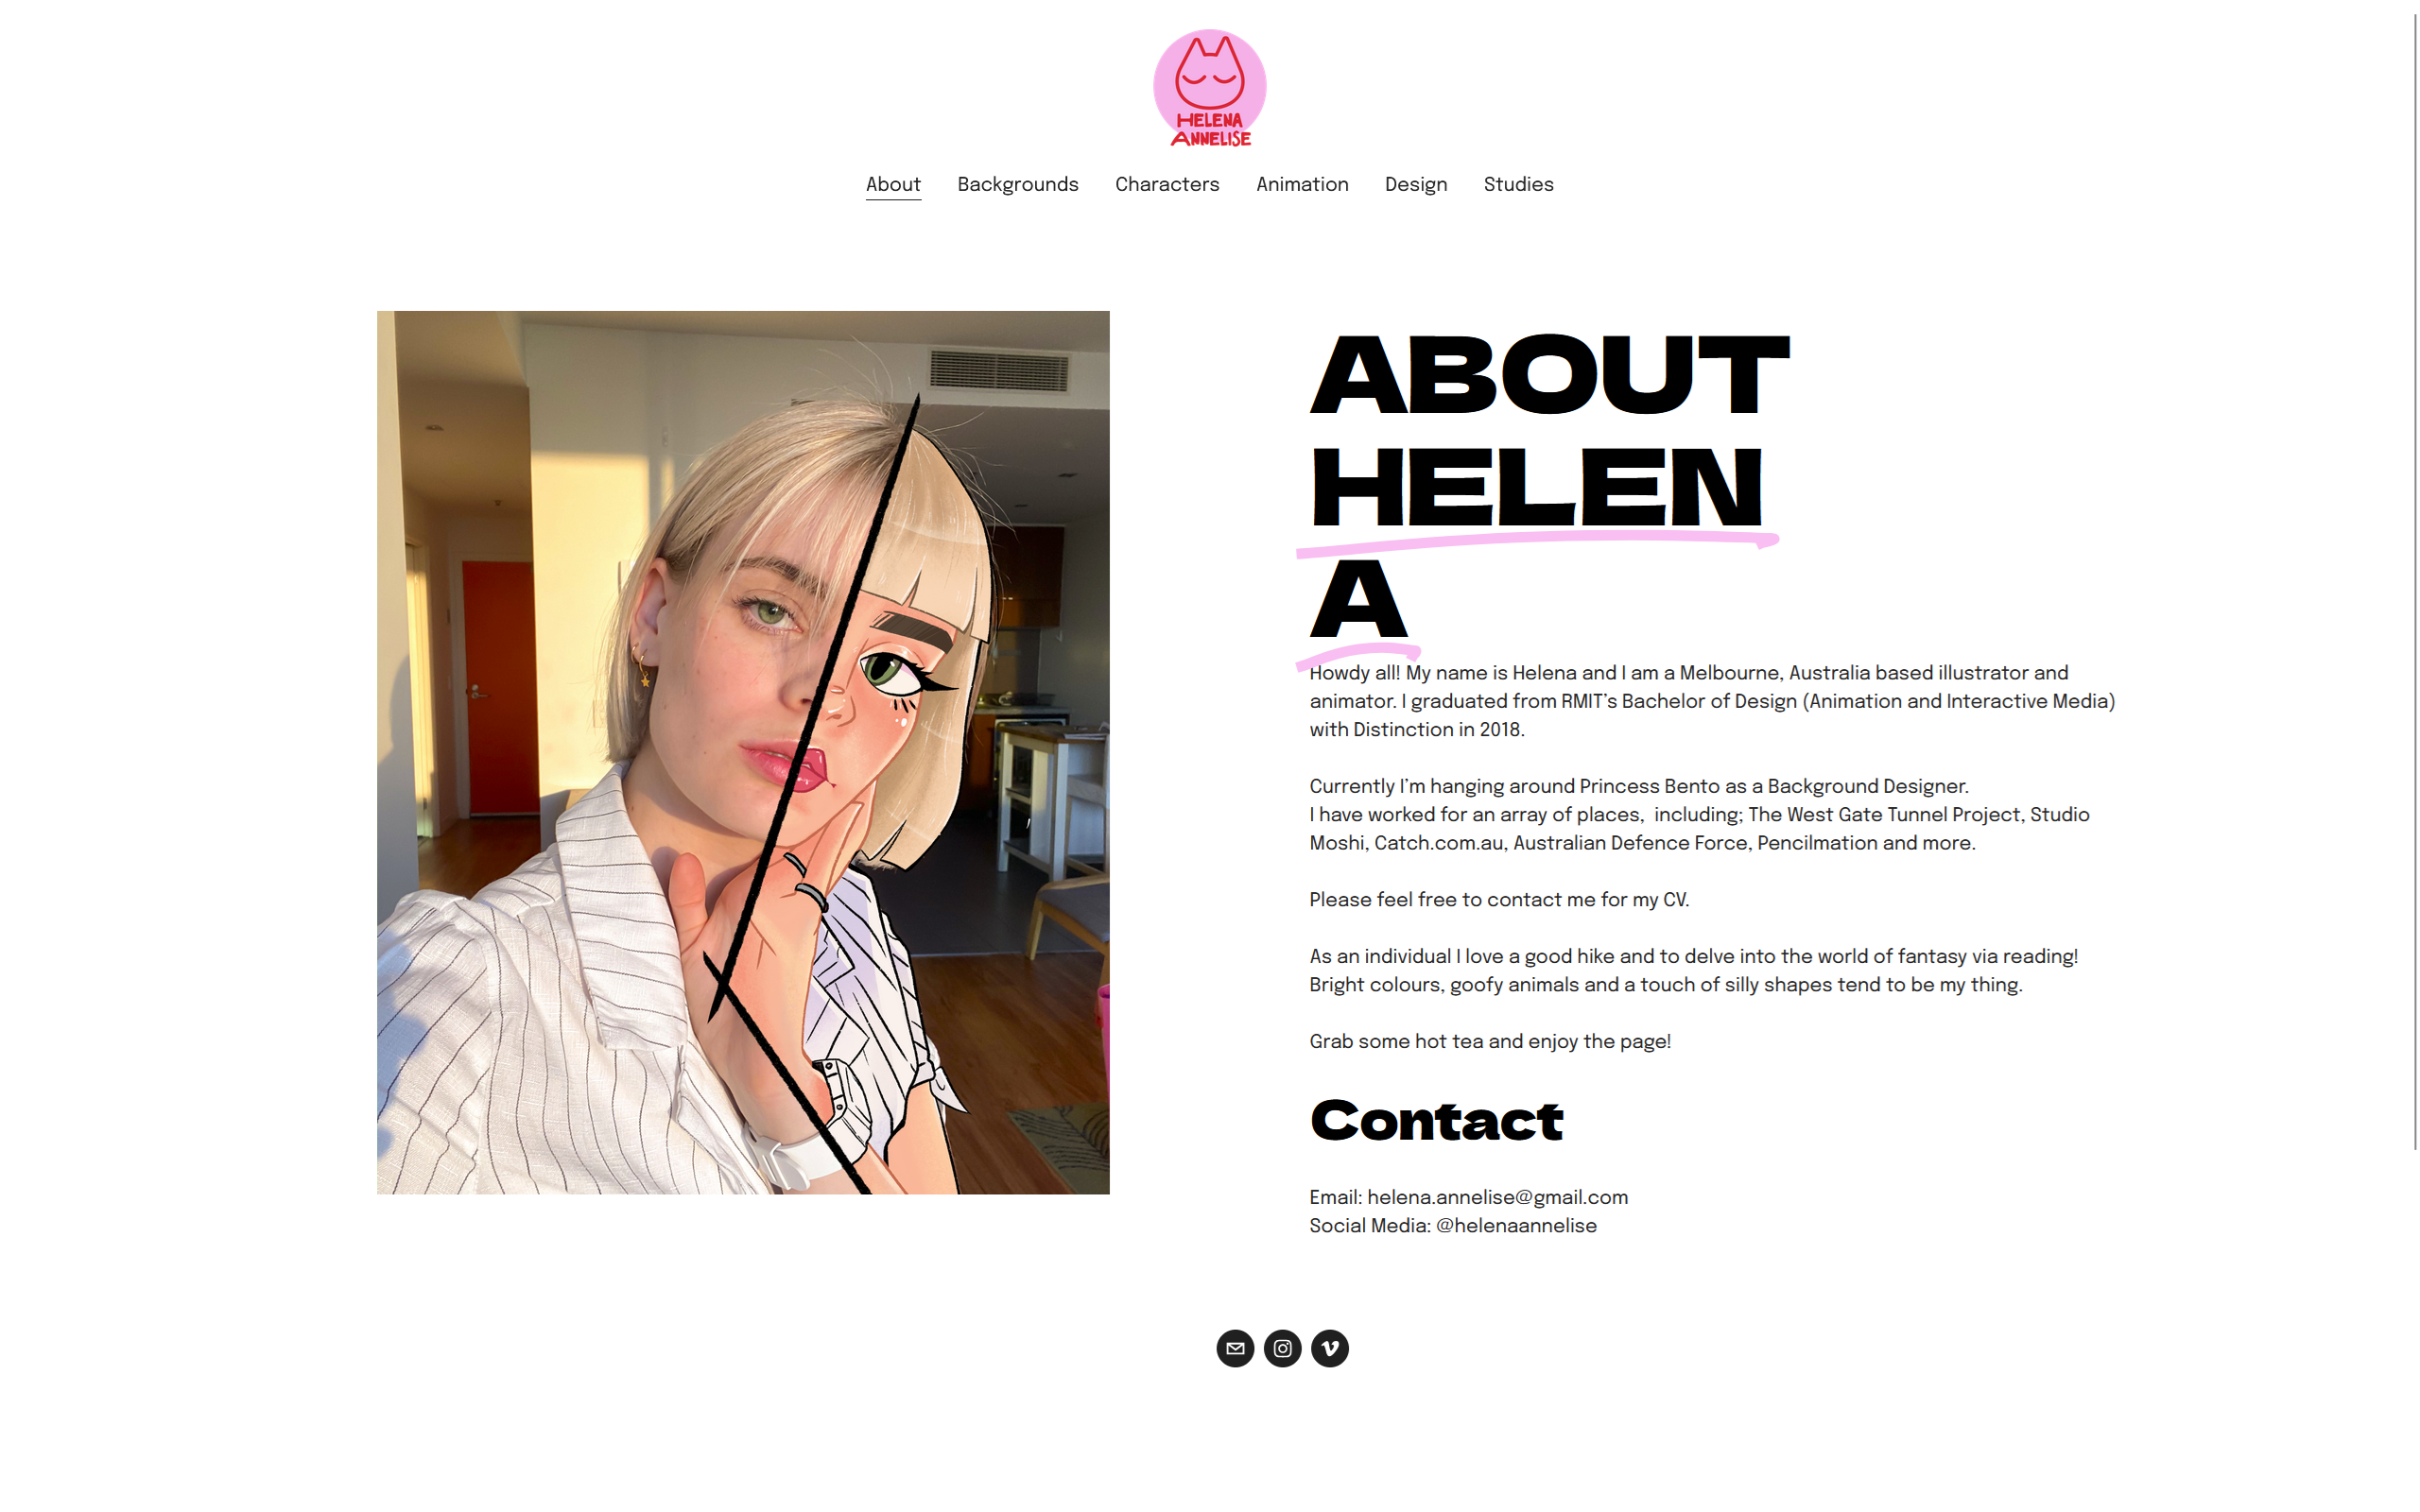 HELENA
ANNELISE
About Backgrounds Characters Animation Design Studies
ABOUT
HELEN
A
Howdy all! My name is Helena and I am a Melbourne, Australia based illustrator and
animator. I graduated from RMIT’s Bachelor of Design (Animation and Interactive Media)
with Distinction in 2018.
Currently I’m hanging around Princess Bento as a Background Designer.
I have worked for an array of places,  including; The West Gate Tunnel Project, Studio
Moshi, Catch.com.au, Australian Defence Force, Pencilmation and more.
Please feel free to contact me for my CV.
As an individual I love a good hike and to delve into the world of fantasy via reading!
Bright colours, goofy animals and a touch of silly shapes tend to be my thing.
Grab some hot tea and enjoy the page!
Contact
Email: helena.annelise@gmail.com
Social Media: @helenaannelise